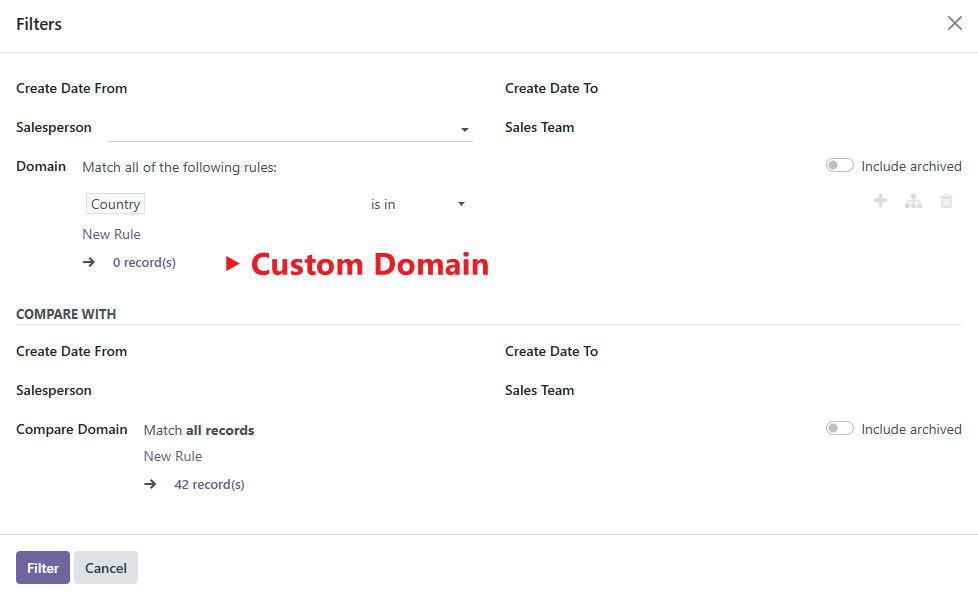 Filters
Create Date From
Create Date To
Salesperson
Sales Team
Domain
Match all of the following rules:
Include archived
Country
is in
New Rule
0 record(s)
Custom Domain
COMPARE WITH
Create Date From
Create Date To
Salesperson
Sales Team
Compare Domain
Match all records
Include archived
New Rule
42 record(s)
Filter
Cancel